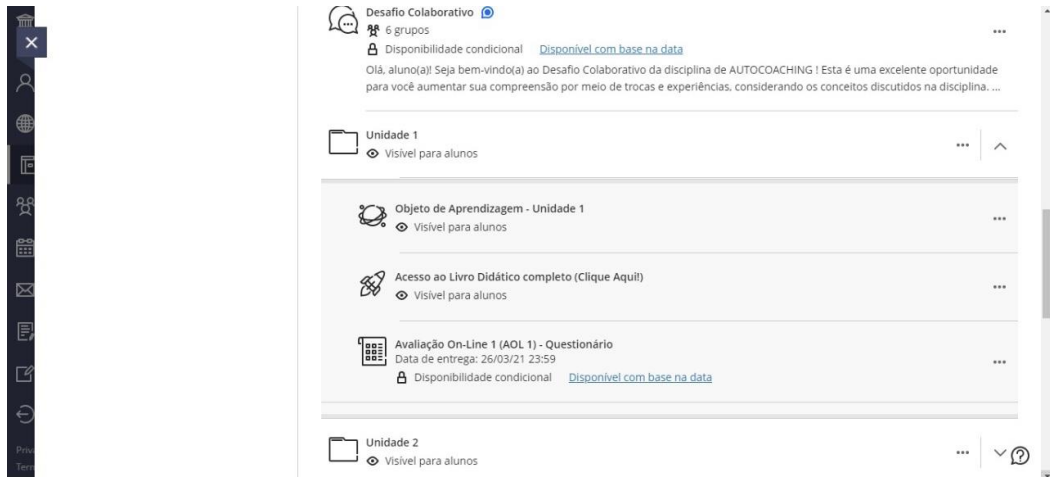 Desafio Colaborativo
6 grupos
Disponibilidade condicional Disponível com base na data
Olá, aluno(a)! Seja bem-vindo(a) ao Desafio Colaborativo da disciplina de AUTOCOACHING ! Esta é uma excelente oportunidade
para você aumentar sua compreensão por meio de trocas e experiências, considerando os conceitos discutidos na disciplina. ...
Unidade 1
Visível para alunos
Objeto de Aprendizagem - Unidade 1
Visível para alunos
Acesso ao Livro Didático completo (Clique Aqui!)
Visível para alunos
Avaliação On-Line 1 (AOL 1) - Questionário
Data de entrega: 26/03/21 23:59
Disponibilidade condicional Disponível com base na data
Unidade 2
Visível para alunos
Priv
Term